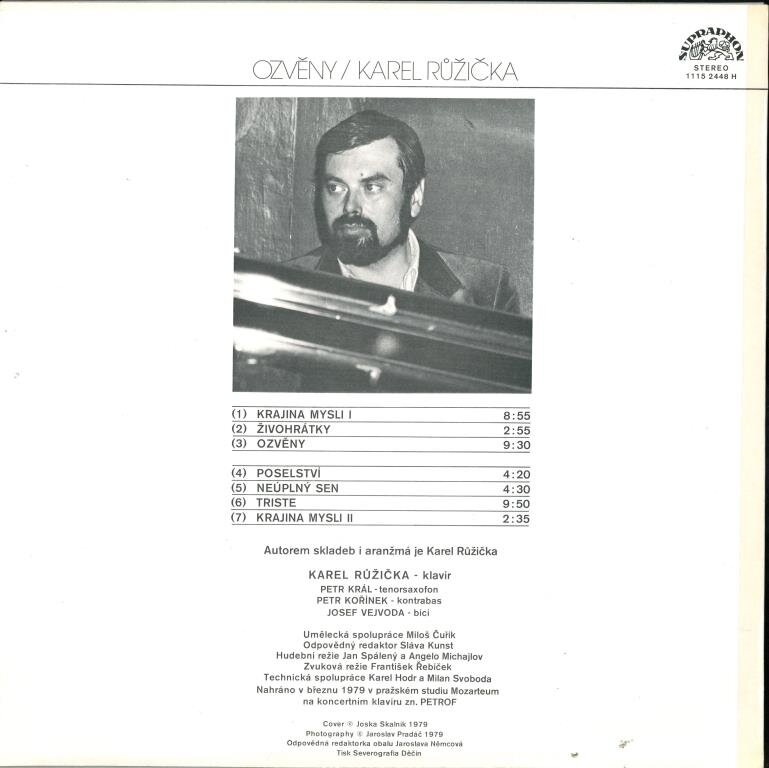 OZVĚNY / KAREL RŮŽIČKA
SUPRAPHON
STEREO
1115 2448 H
(1) KRAJINA MYSLI I 8:55
(2) ŽIVOHRÁTKY 2:55
(3) OZVĚNY 9:30
(4) POSELSTVÍ 4:20
(5) NEÚPLNÝ SEN 4:30
(6) TRISTE 9:50
(7) KRAJINA MYSLI II 2:35
Autorem skladeb i aranžmá je Karel Růžička
KAREL RŮŽIČKA - klavír
PETR KRÁL - tenorsaxofon
PETR KOŘÍNEK - kontrabas
JOSEF VEJVODA - bicí
Umělecká spolupráce Miloš Čuřík
Odpovědný redaktor Sláva Kunst
Hudební režie Jan Spálený a Angelo Michajlov
Zvuková režie František Řebíček
Technická spolupráce Karel Hodr a Milan Svoboda
Nahráno v březnu 1979 v pražském studiu Mozarteum
na koncertním klavíru zn. PETROF
Cover © Joska Skalník 1979
Photography © Jaroslav Pradáč 1979
Odpovědná redaktorka obalu Jaroslava Němcová
Tisk Severografia Děčín